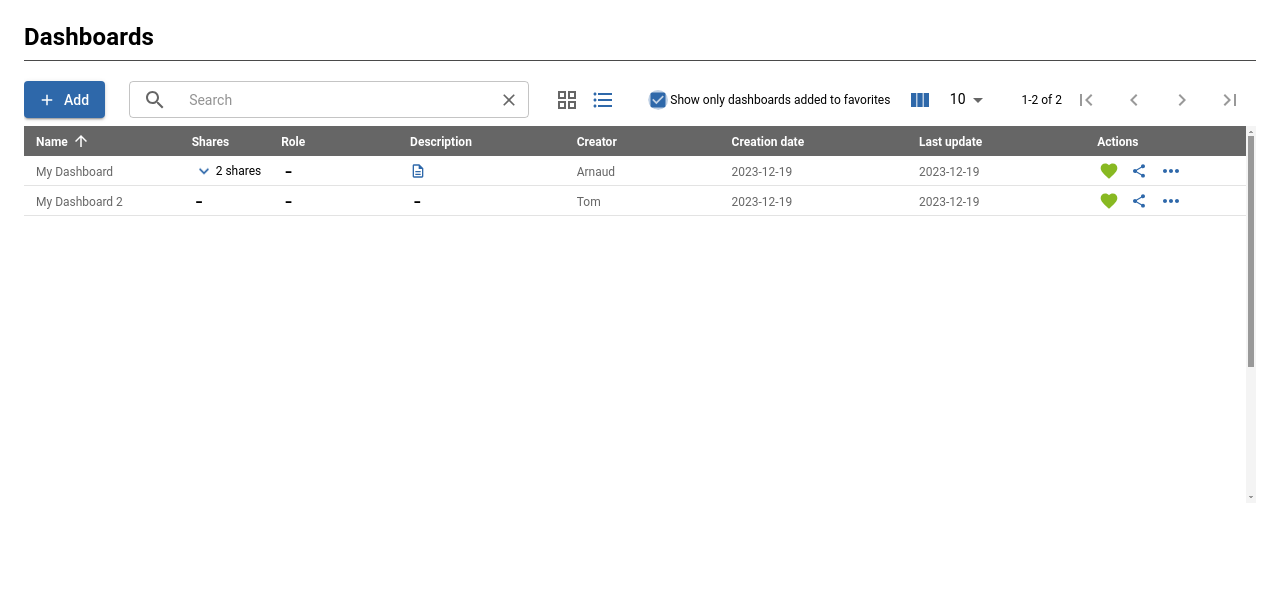 Dashboards
Add Search Show only dashboards added to favorites 10 1-2 of 2
Name Shares Role Description Creator Creation date Last update Actions
My Dashboard 2 shares - Arnaud 2023-12-19 2023-12-19
My Dashboard 2 - - - Tom 2023-12-19 2023-12-19